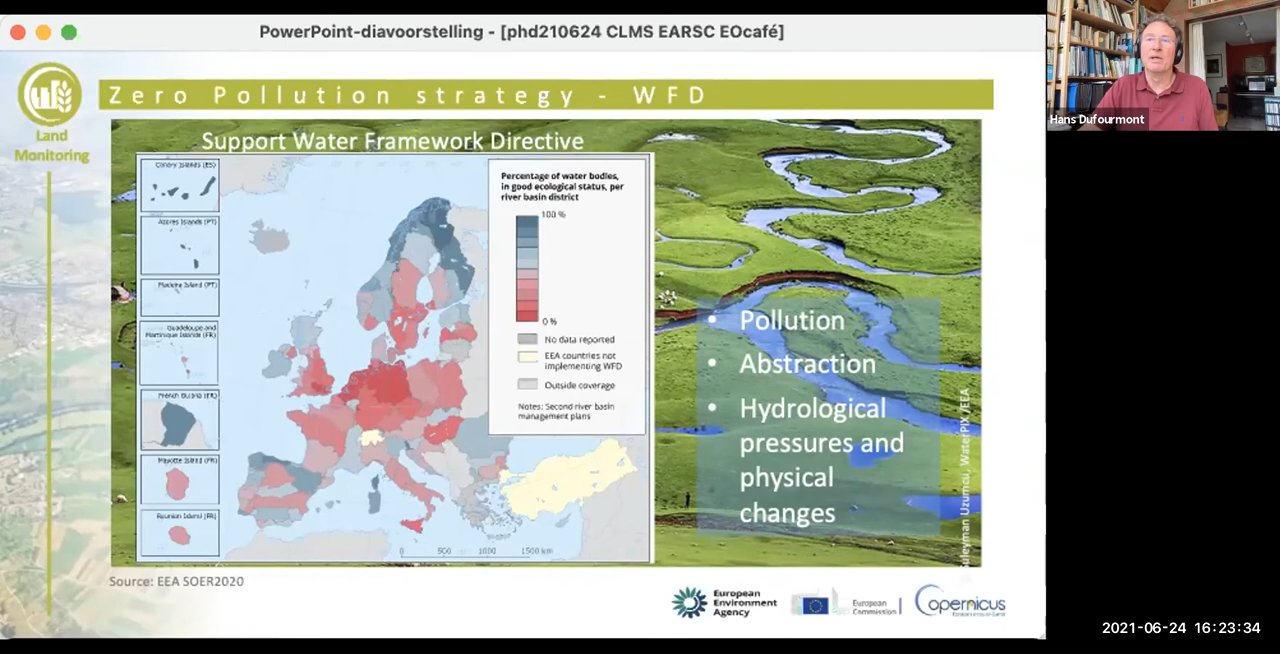 PowerPoint-diavoorstelling - [phd210624 CLMS EARSC EOcafé]
Hans Dufourmont
Land
Monitoring
Zero Pollution strategy - WFD
Support Water Framework Directive
Canary Islands (ES)
Azores Islands (PT)
Madeira Island (PT)
Guadeloupe and
Martinique Islands (FR)
French Guiana (FR)
Mayotte Island (FR)
Reunion Island (FR)
Percentage of water bodies,
in good ecological status, per
river basin district
100 %
0 %
No data reported
EEA countries not
implementing WFD
Outside coverage
Notes: Second river basin
management plans
0 500 1000 1500 km
• Pollution
• Abstraction
• Hydrological
pressures and
physical
changes
Suleyman Uzumcu, WaterPIX /EEA
Source: EEA SOER2020
European
Environment
Agency
European
Commission
Copernicus
2021-06-24 16:23:34